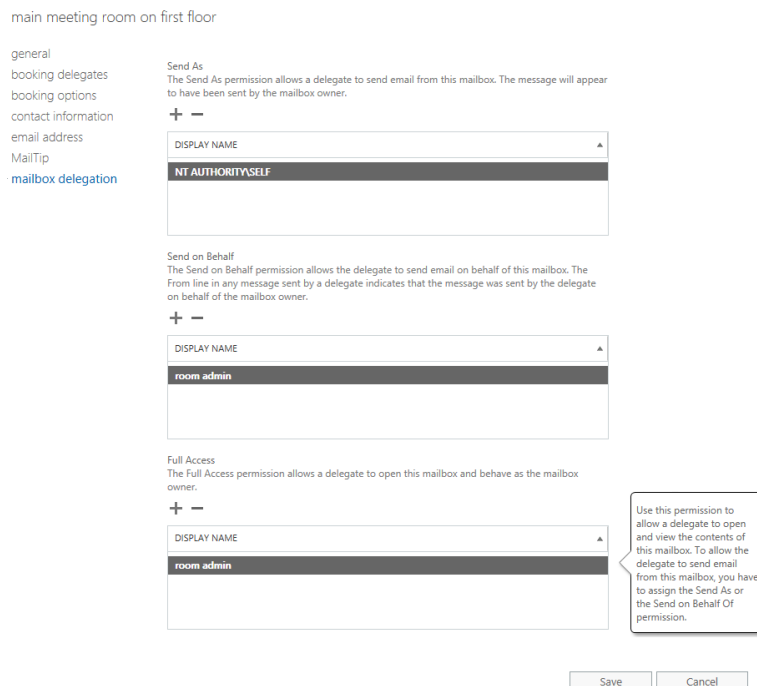 main meeting room on first floor
general
booking delegates
booking options
contact information
email address
MailTip
mailbox delegation
Send As
The Send As permission allows a delegate to send email from this mailbox. The message will appear
to have been sent by the mailbox owner.
DISPLAY NAME
NT AUTHORITY\SELF
Send on Behalf
The Send on Behalf permission allows the delegate to send email on behalf of this mailbox. The
From line in any message sent by a delegate indicates that the message was sent by the delegate
on behalf of the mailbox owner.
DISPLAY NAME
room admin
Full Access
The Full Access permission allows a delegate to open this mailbox and behave as the mailbox
owner.
DISPLAY NAME
room admin
Use this permission to
allow a delegate to open
and view the contents of
this mailbox. To allow the
delegate to send email
from this mailbox, you have
to assign the Send As or
the Send on Behalf Of
permission.
Save
Cancel